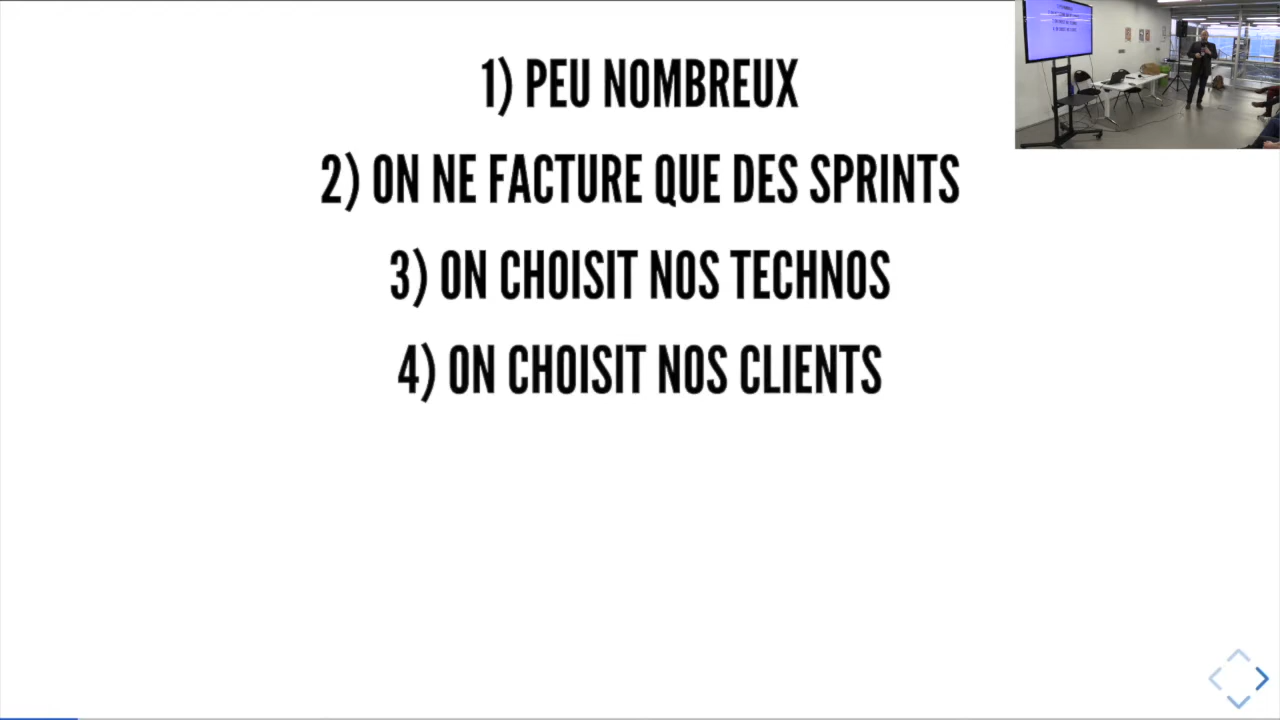 1) PEU NOMBREUX
2) ON NE FACTURE QUE DES SPRINTS
3) ON CHOISIT NOS TECHNOS
4) ON CHOISIT NOS CLIENTS